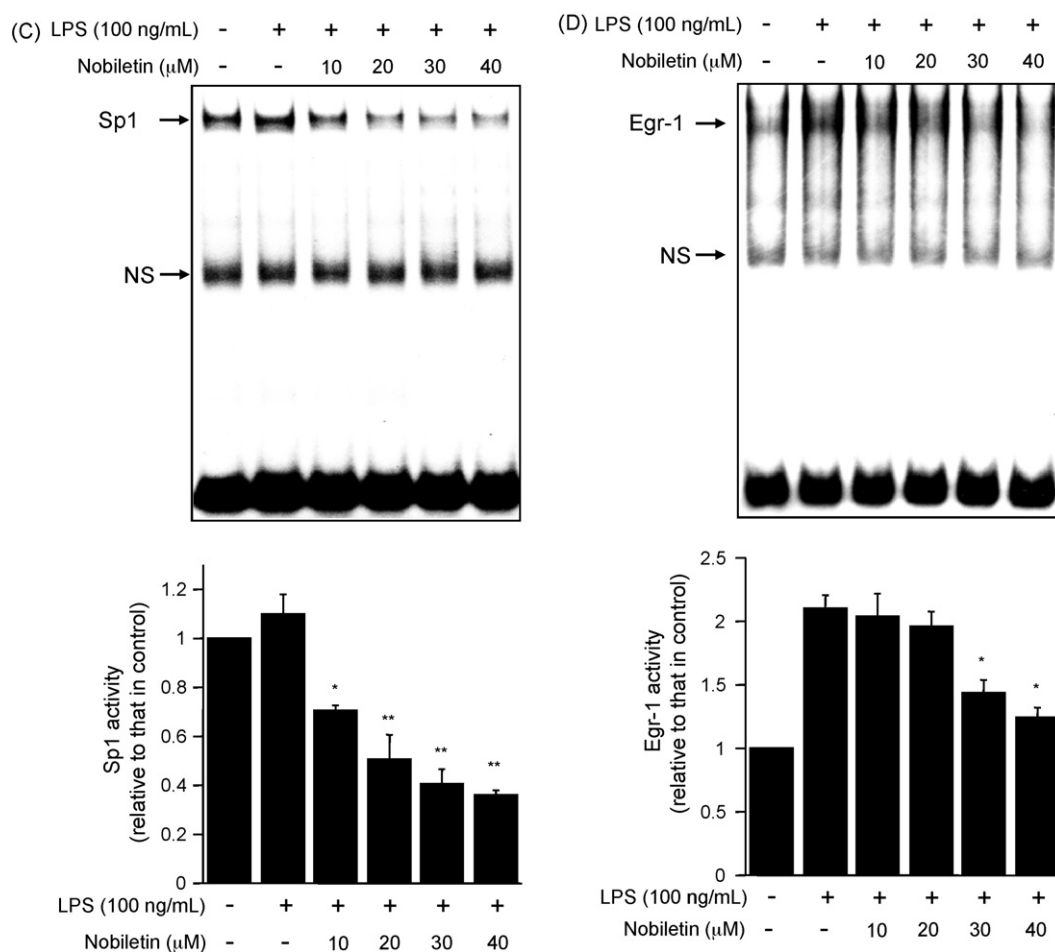 (C) LPS (100 ng/mL) - + + + + +
Nobiletin (μM) - - 10 20 30 40
Sp1
NS
1.2
1
0.8
0.6
0.4
0.2
0
Sp1 activity
(relative to that in control)
*
**
**
**
LPS (100 ng/mL) - + + + + +
Nobiletin (μM) - - 10 20 30 40
(D) LPS (100 ng/mL) - + + + + +
Nobiletin (μM) - - 10 20 30 40
Egr-1
NS
2.5
2
1.5
1
0.5
0
Egr-1 activity
(relative to that in control)
*
*
LPS (100 ng/mL) - + + + + +
Nobiletin (μM) - - 10 20 30 40